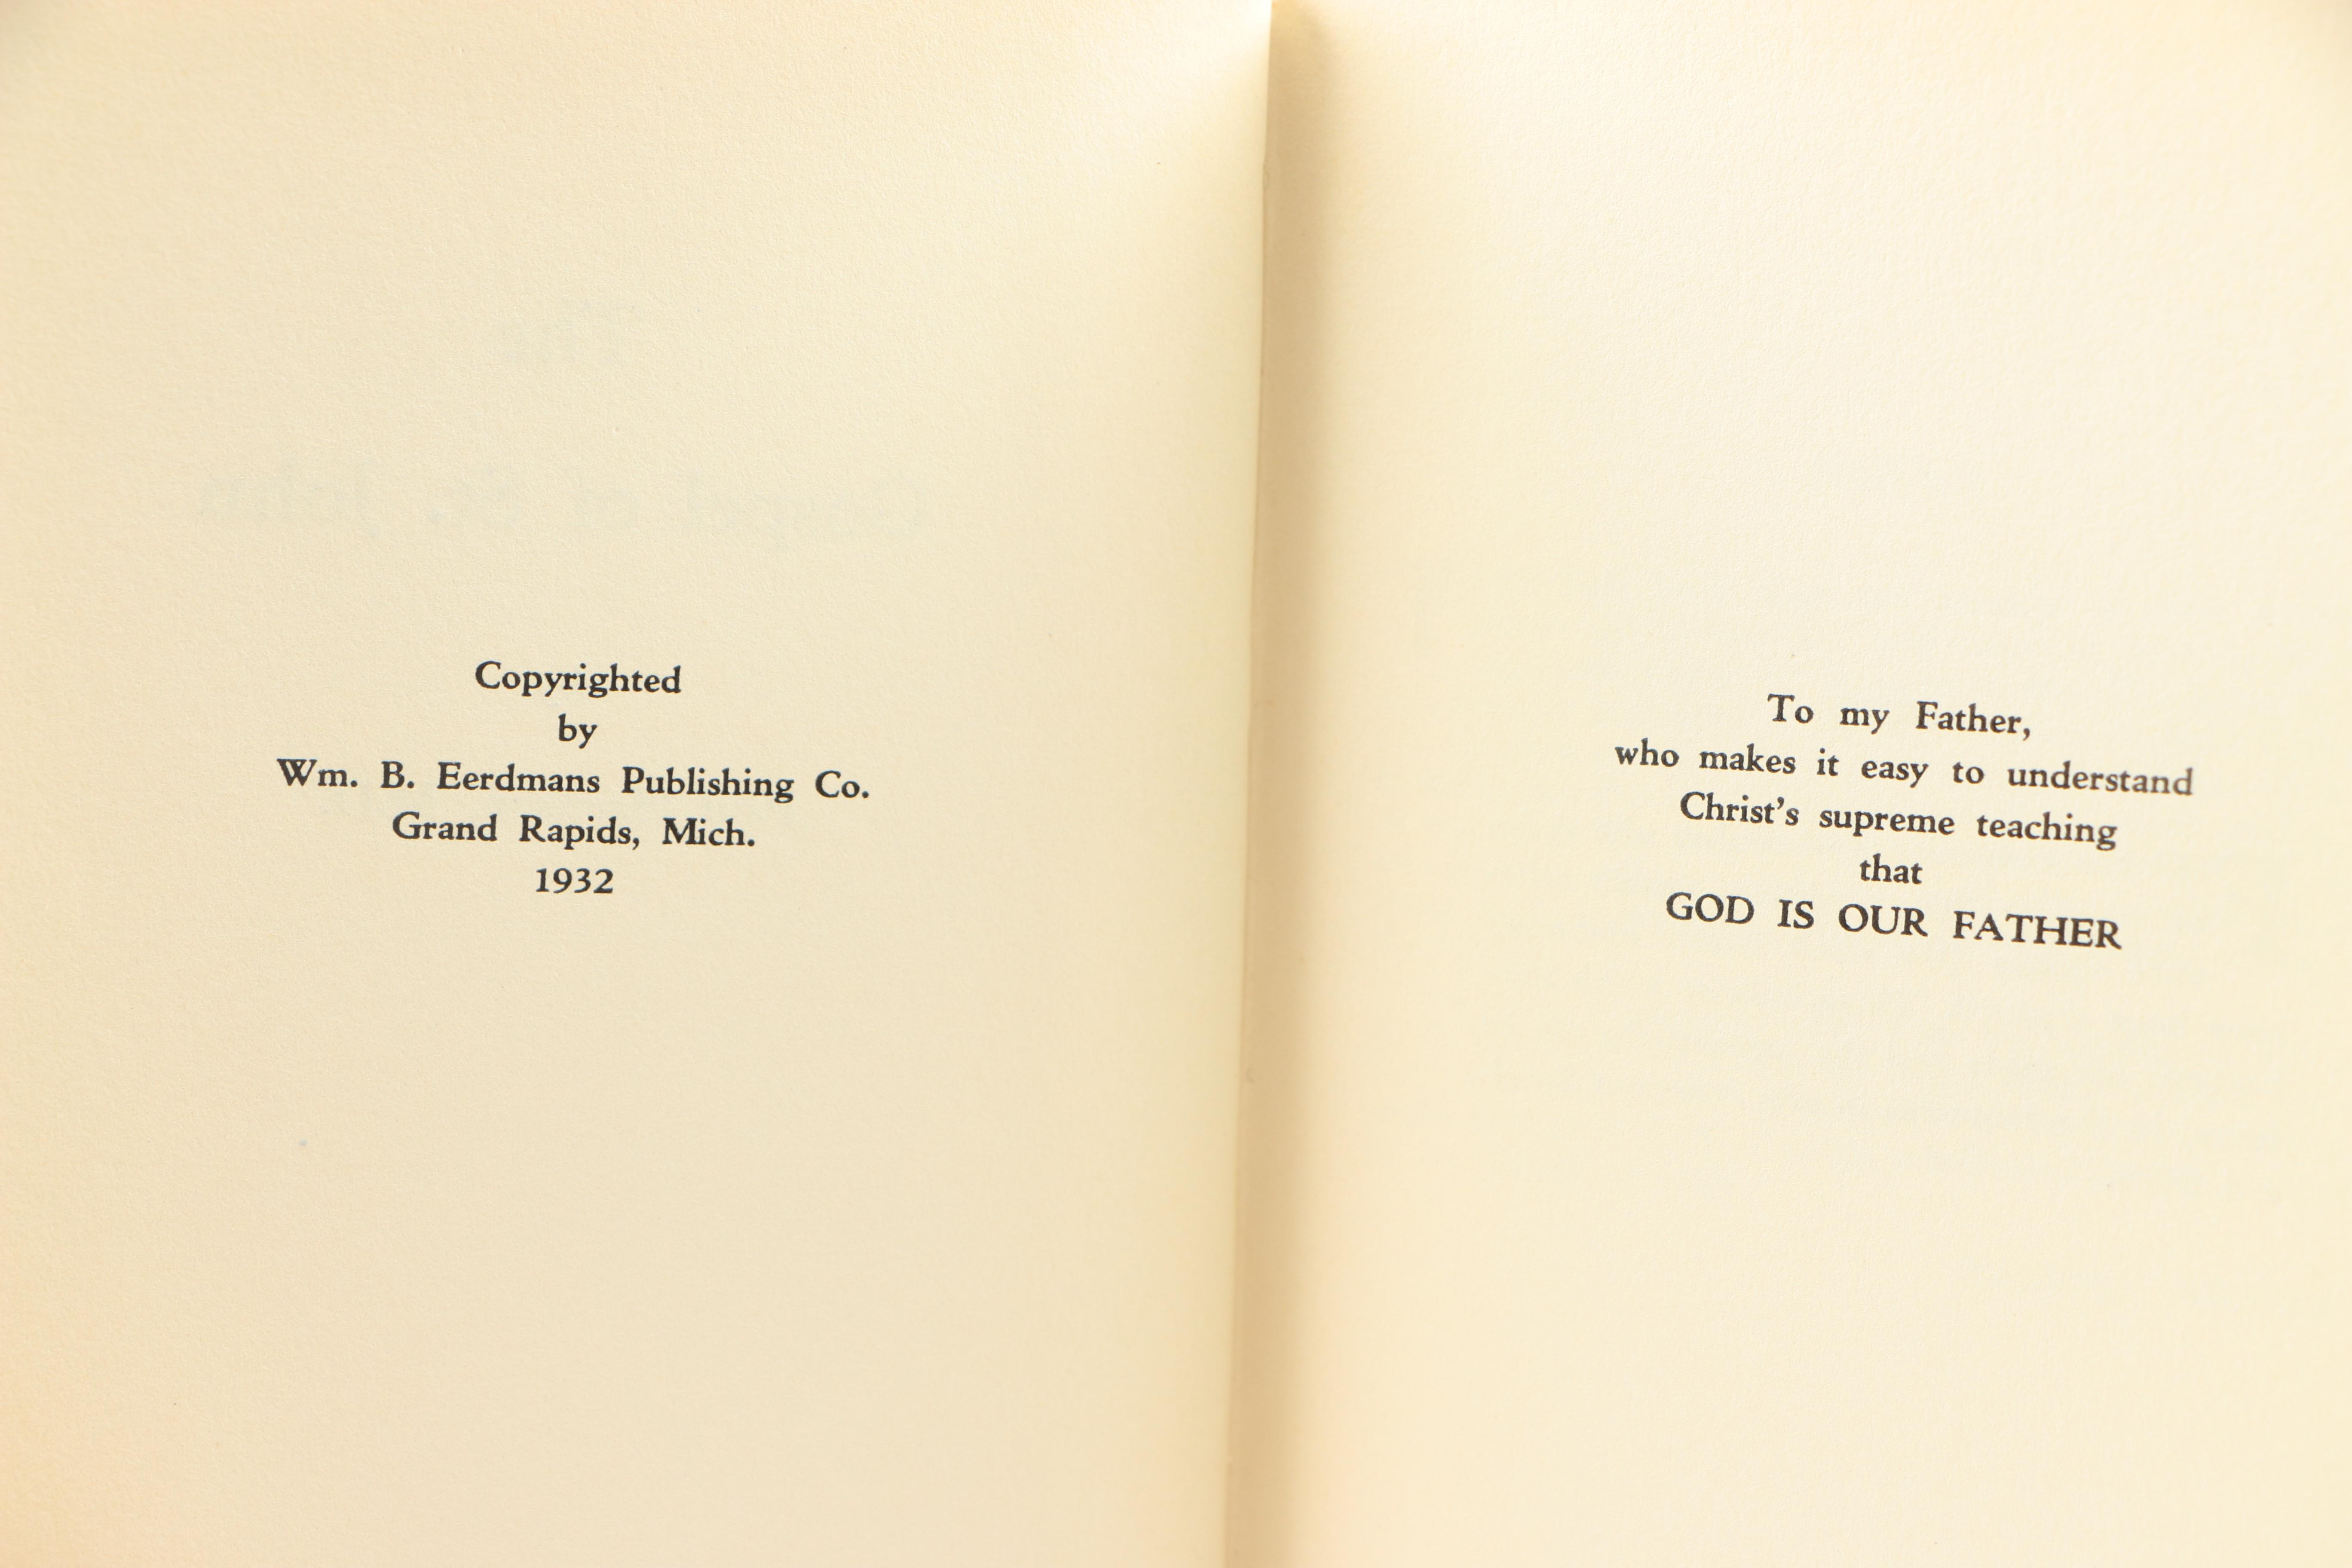 Copyrighted
by
Wm. B. Eerdmans Publishing Co.
Grand Rapids, Mich.
1932
To my Father,
who makes it easy to understand
Christ's supreme teaching
that
GOD IS OUR FATHER